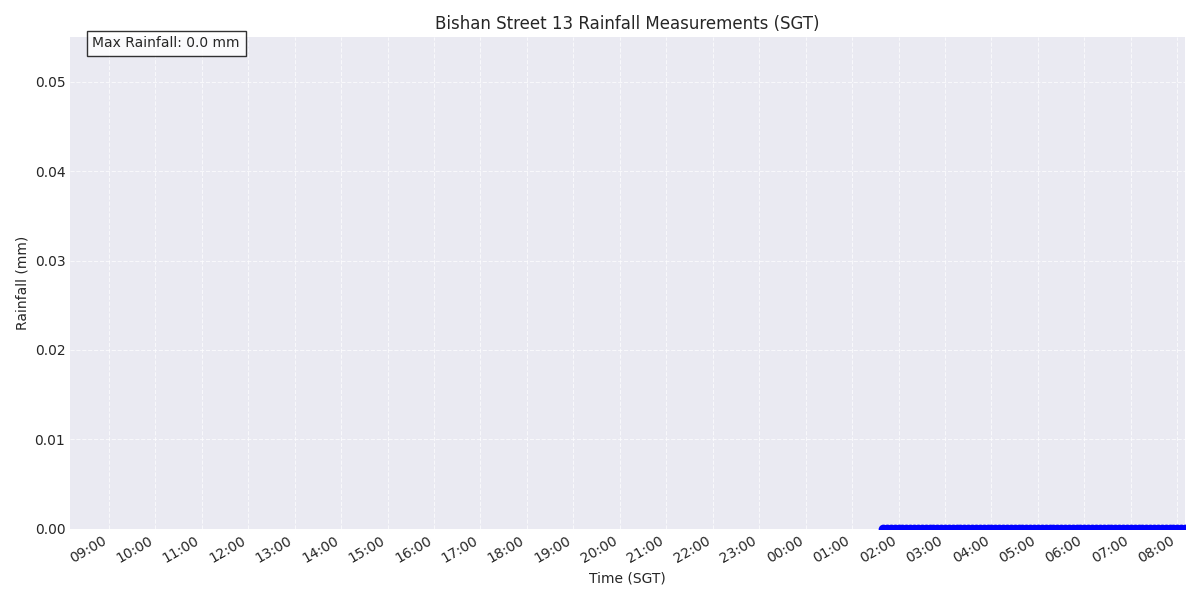 Bishan Street 13 Rainfall Measurements (SGT)
Max Rainfall: 0.0 mm
0.05
0.04
0.03
0.02
0.01
0.00
Rainfall (mm)
09:00 10:00 11:00 12:00 13:00 14:00 15:00 16:00 17:00 18:00 19:00 20:00 21:00 22:00 23:00 00:00 01:00 02:00 03:00 04:00 05:00 06:00 07:00 08:00
Time (SGT)